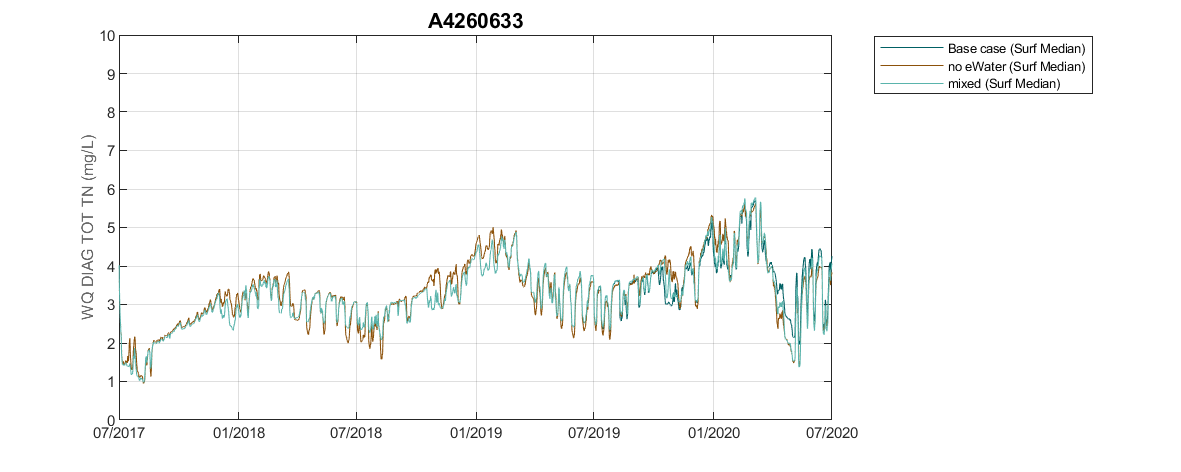 A4260633
10
9
8
7
6
5
4
3
2
1
0
WQ DIAG TOT TN (mg/L)
07/2017 01/2018 07/2018 01/2019 07/2019 01/2020 07/2020
Base case (Surf Median)
no eWater (Surf Median)
mixed (Surf Median)